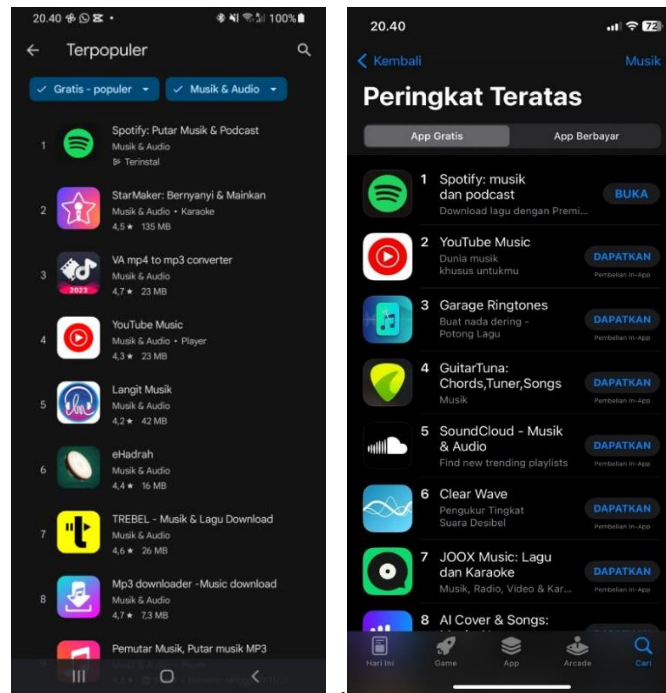 20.40
100%
Terpopuler
Gratis - populer
Musik & Audio
1
Spotify: Putar Musik & Podcast
Musik & Audio
Terinstal
2
StarMaker: Bernyanyi & Mainkan
Musik & Audio • Karaoke
4,5 ★ 135 MB
3
2023
VA mp4 to mp3 converter
Musik & Audio
4,7 ★ 23 MB
4
YouTube Music
Musik & Audio • Player
4,3 ★ 23 MB
5
Langit Musik
Musik & Audio
4,2 ★ 42 MB
6
eHadrah
Musik & Audio
4,4 ★ 16 MB
7
TREBEL - Musik & Lagu Download
Musik & Audio
4,6 ★ 26 MB
8
Mp3 downloader -Music download
Musik & Audio
4,7 ★ 7,3 MB
Pemutar Musik, Putar musik MP3
20.40
72
Kembali
Musik
Peringkat Teratas
App Gratis
App Berbayar
1 Spotify: musik
dan podcast
Download lagu dengan Premi...
BUKA
2 YouTube Music
Dunia musik
khusus untukmu
DAPATKAN
Pembelian In-App
3 Garage Ringtones
Buat nada dering -
Potong Lagu
DAPATKAN
Pembelian In-App
4 GuitarTuna:
Chords,Tuner,Songs
Musik
DAPATKAN
Pembelian In-App
5 SoundCloud - Musik
& Audio
Find new trending playlists
DAPATKAN
Pembelian In-App
6 Clear Wave
Pengukur Tingkat
Suara Desibel
DAPATKAN
Pembelian In-App
7 JOOX Music: Lagu
dan Karaoke
Musik, Radio, Video & Kar...
DAPATKAN
Pembelian In-App
8 AI Cover & Songs:
Hari Ini
Game
App
Arcade
Cari